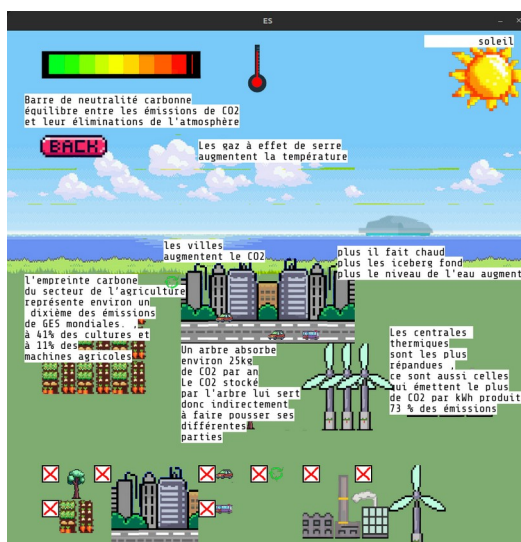 ES
soleil
Barre de neutralité carbonne
équilibre entre les émissions de CO2
et leur éliminations de l'atmosphère
BACK
Les gaz à effet de serre
augmentent la température
les villes
augmentent le CO2
plus il fait chaud
plus les iceberg fond
plus le niveau de l'eau augment
l'empreinte carbone
du secteur de l'agriculture
représente environ un
dixième des émissions
de GES mondiales. ,
à 41% des cultures et
à 11% des
machines agricoles
Un arbre absorbe
environ 25kg
de CO2 par an
Le CO2 stocké
par l'arbre lui sert
donc indirectement
à faire pousser ses
différentes
parties
Les centrales
thermiques
sont les plus
répandues ,
ce sont aussi celles
qui émettent le plus
de CO2 par kWh produit
73 % des émissions